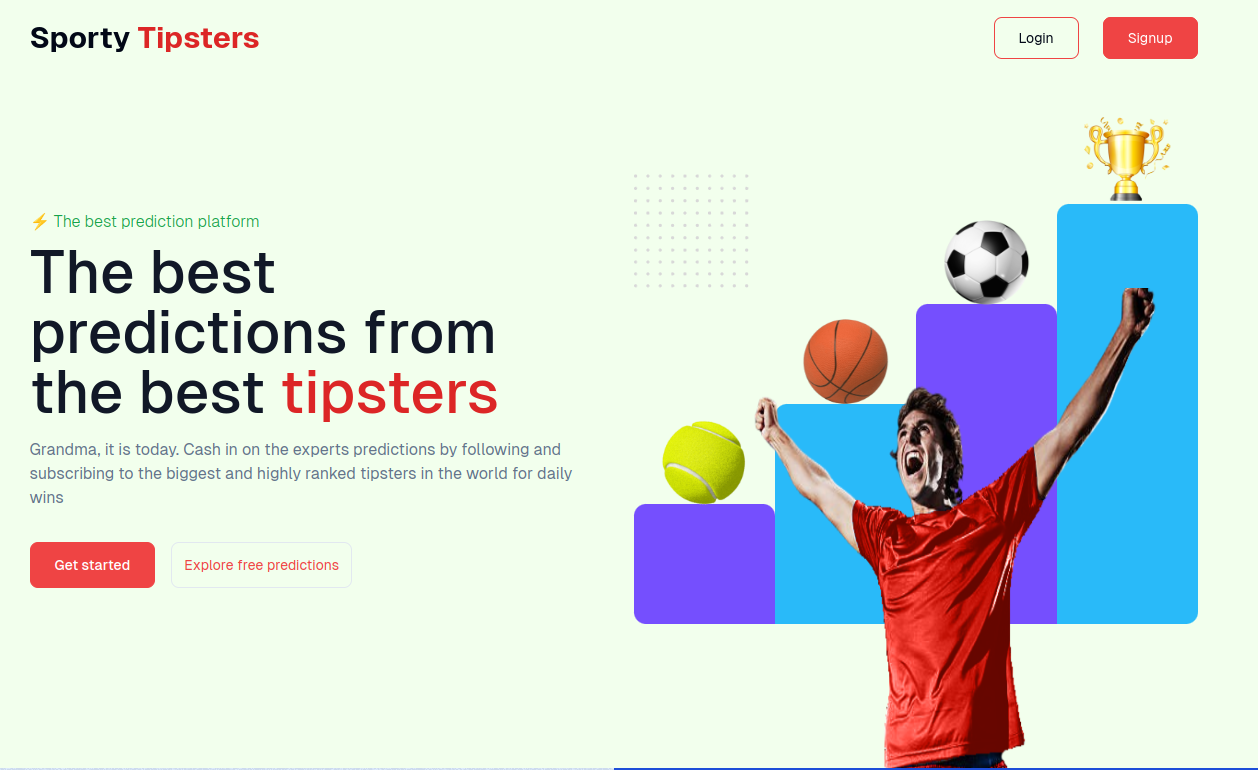 Sporty Tipsters
Login
Signup
⚡ The best prediction platform
The best
predictions from
the best tipsters
Grandma, it is today. Cash in on the experts predictions by following and
subscribing to the biggest and highly ranked tipsters in the world for daily
wins
Get started
Explore free predictions